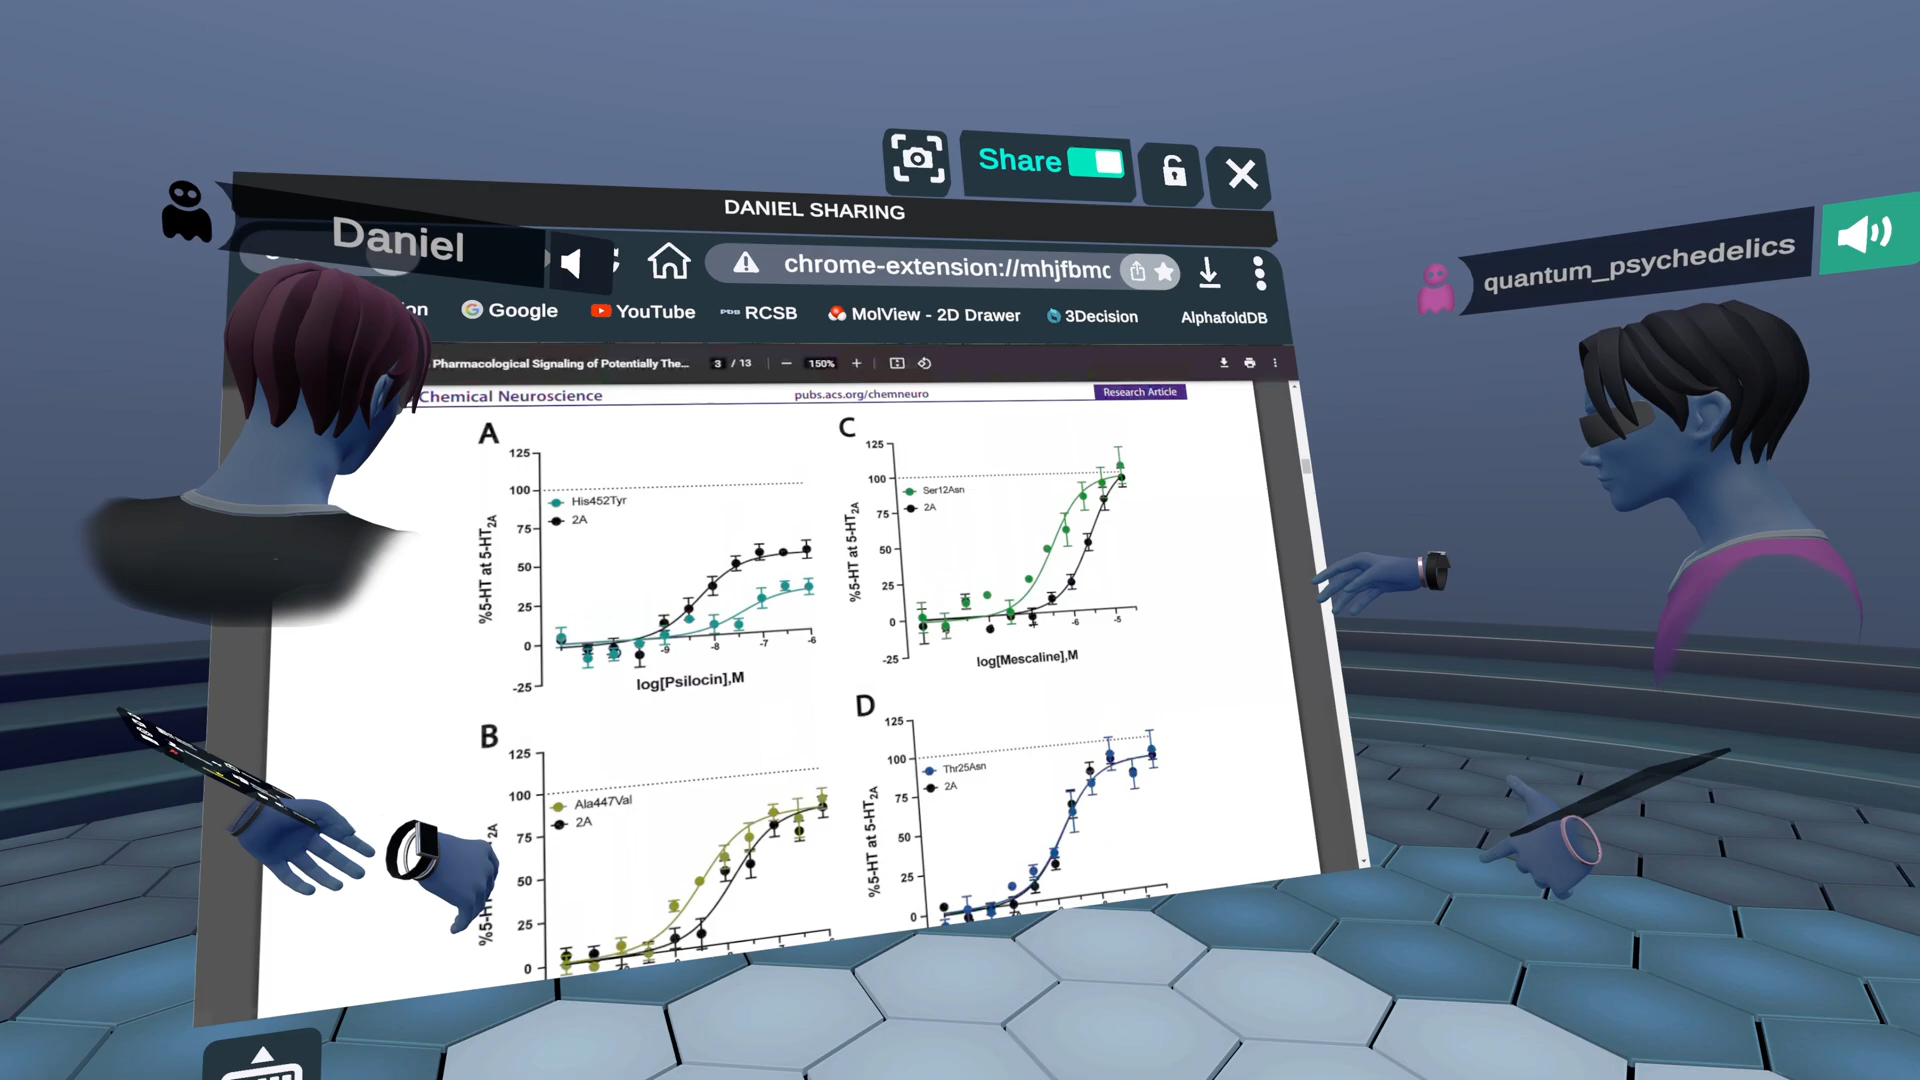 Share
DANIEL SHARING
Daniel
quantum_psychedelics
chrome-extension://mhjfbmc
on Google YouTube RCSB MolView - 2D Drawer 3Decision AlphafoldDB
Pharmacological Signaling of Potentially The... 3 / 13 150%
Chemical Neuroscience pubs.acs.org/chemneuro Research Article
A
125
100
75
50
25
0
-25
%5-HT at 5-HT2A
His452Tyr
2A
-9 -8 -7 -6
log[Psilocin],M
C
125
100
75
50
25
0
-25
%5-HT at 5-HT2A
Ser12Asn
2A
-6 -5
log[Mescaline],M
B
125
100
75
50
25
0
%5-HT 2A
Ala447Val
2A
D
125
100
75
50
25
0
%5-HT at 5-HT2A
Thr25Asn
2A